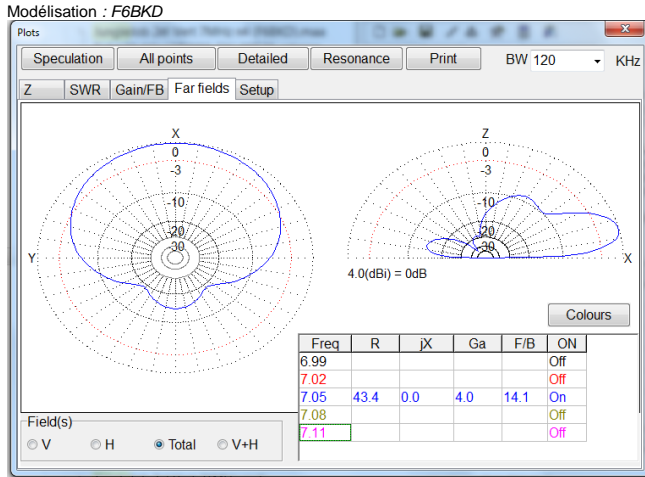 Modélisation : F6BKD
Plots
Speculation All points Detailed Resonance Print BW 120 KHz
Z SWR Gain/FB Far fields Setup
X
0
-3
-10
-20
-30
Y
Z
0
-3
-10
-20
-30
X
4.0(dBi) = 0dB
Colours
Freq R jX Ga F/B ON
6.99 Off
7.02 Off
7.05 43.4 0.0 4.0 14.1 On
7.08 Off
7.11 Off
Field(s)
V H Total V+H